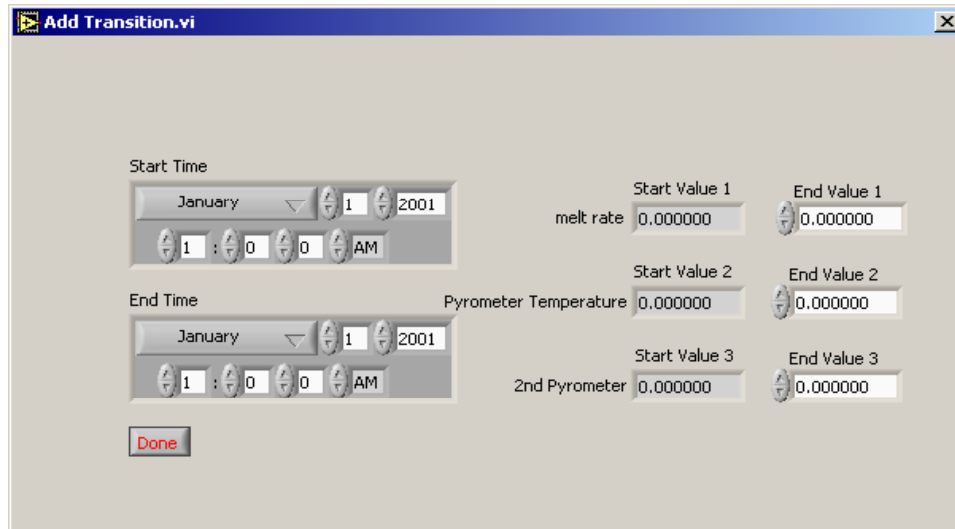 Add Transition.vi
Start Time
January 1 2001
1 : 0 0 AM
End Time
January 1 2001
1 : 0 0 AM
Done
Start Value 1 End Value 1
melt rate 0.000000 0.000000
Start Value 2 End Value 2
Pyrometer Temperature 0.000000 0.000000
Start Value 3 End Value 3
2nd Pyrometer 0.000000 0.000000